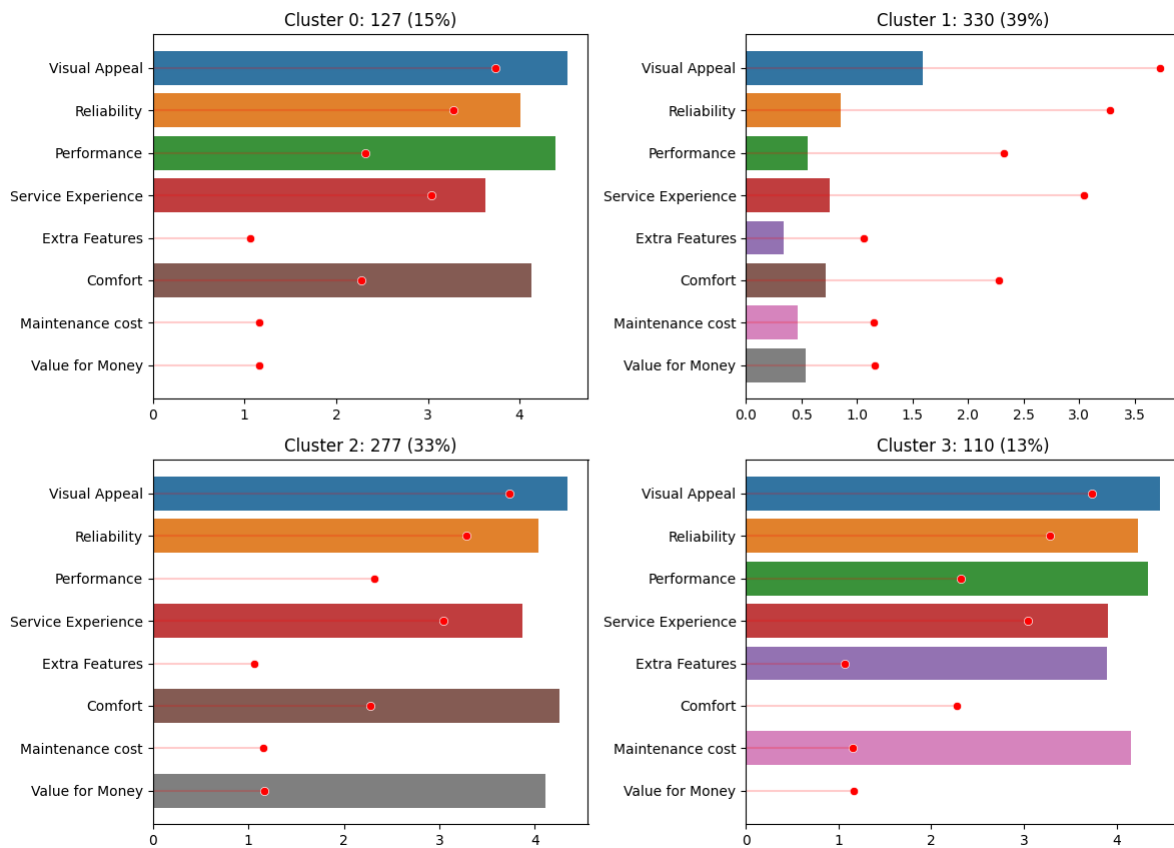 Cluster 0: 127 (15%)
Visual Appeal
Reliability
Performance
Service Experience
Extra Features
Comfort
Maintenance cost
Value for Money
0 1 2 3 4
Cluster 1: 330 (39%)
Visual Appeal
Reliability
Performance
Service Experience
Extra Features
Comfort
Maintenance cost
Value for Money
0.0 0.5 1.0 1.5 2.0 2.5 3.0 3.5
Cluster 2: 277 (33%)
Visual Appeal
Reliability
Performance
Service Experience
Extra Features
Comfort
Maintenance cost
Value for Money
0 1 2 3 4
Cluster 3: 110 (13%)
Visual Appeal
Reliability
Performance
Service Experience
Extra Features
Comfort
Maintenance cost
Value for Money
0 1 2 3 4